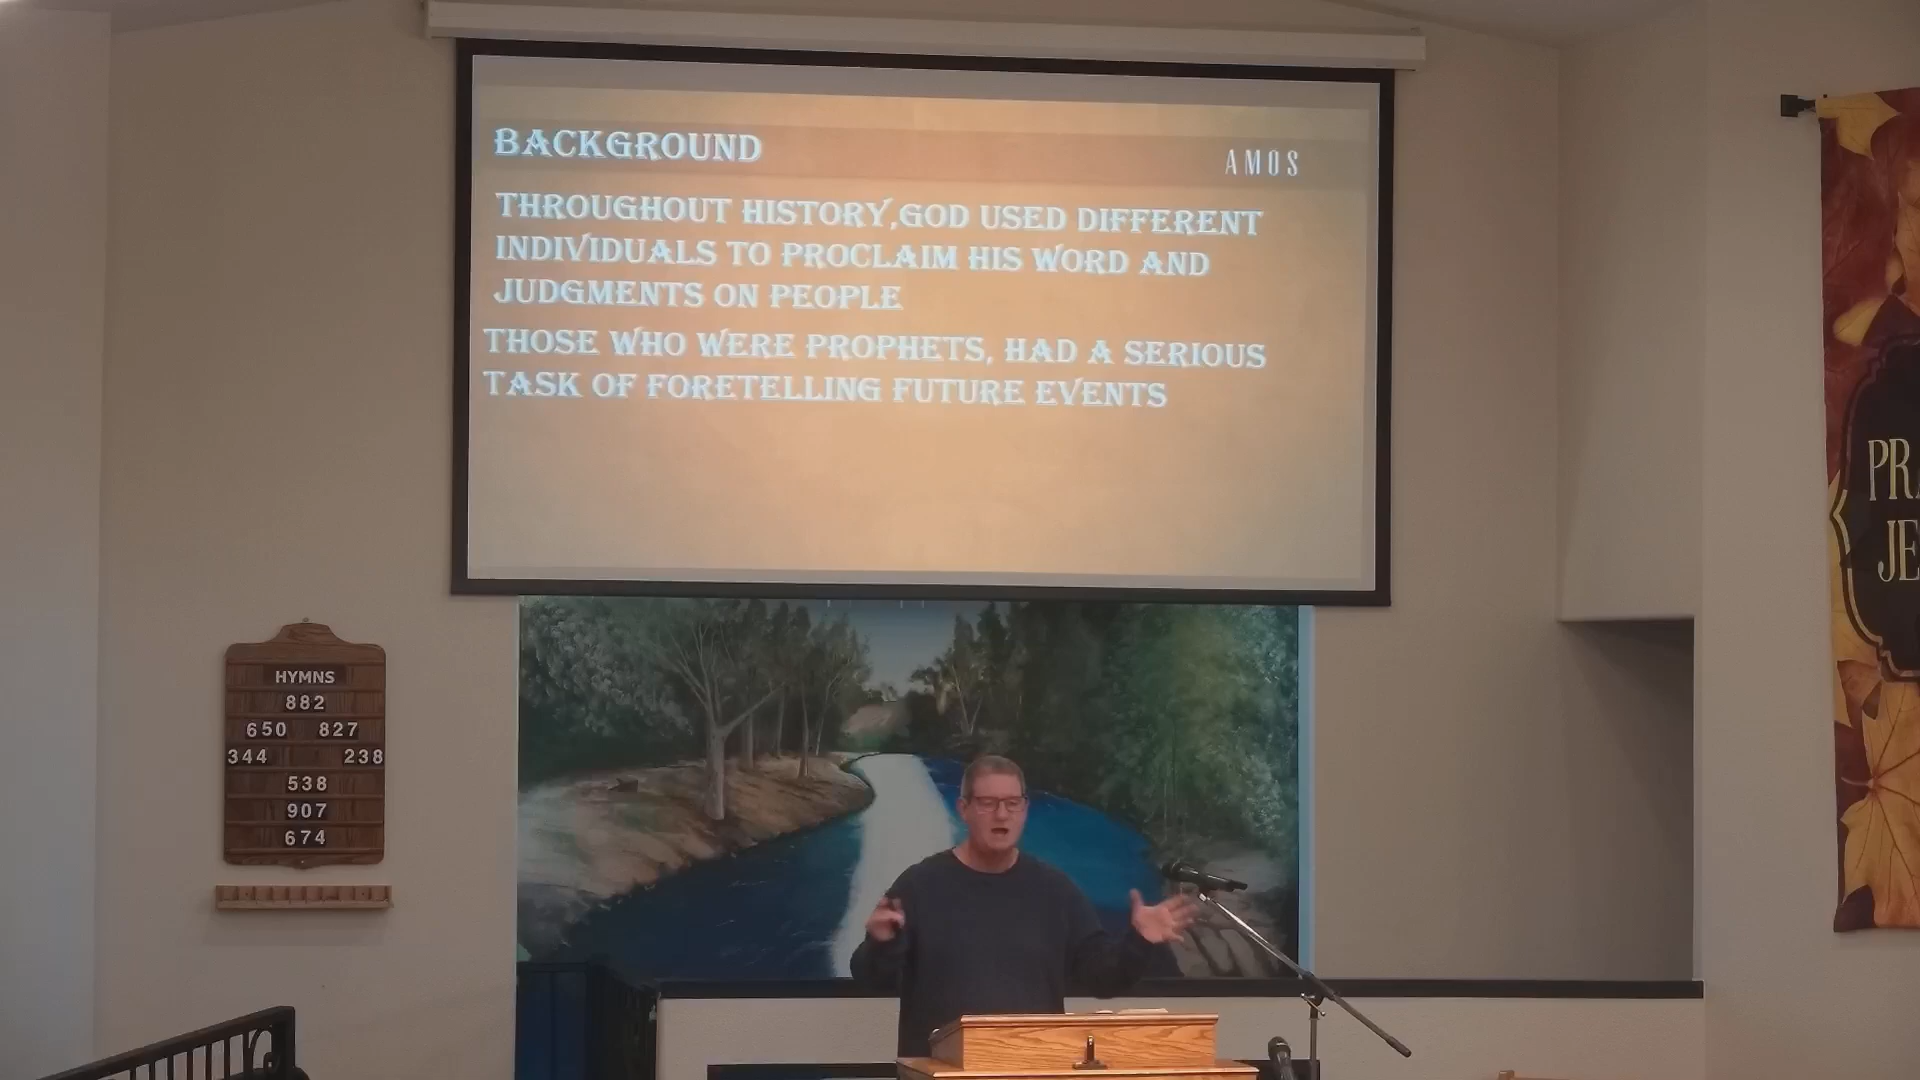 BACKGROUND
AMOS
THROUGHOUT HISTORY,GOD USED DIFFERENT
INDIVIDUALS TO PROCLAIM HIS WORD AND
JUDGMENTS ON PEOPLE
THOSE WHO WERE PROPHETS, HAD A SERIOUS
TASK OF FORETELLING FUTURE EVENTS
HYMNS
882
650 827
344 238
538
907
674